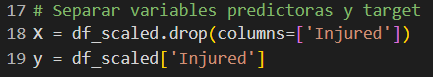 17 # Separar variables predictoras y target
18 X = df_scaled.drop(columns=['Injured'])
19 y = df_scaled['Injured']